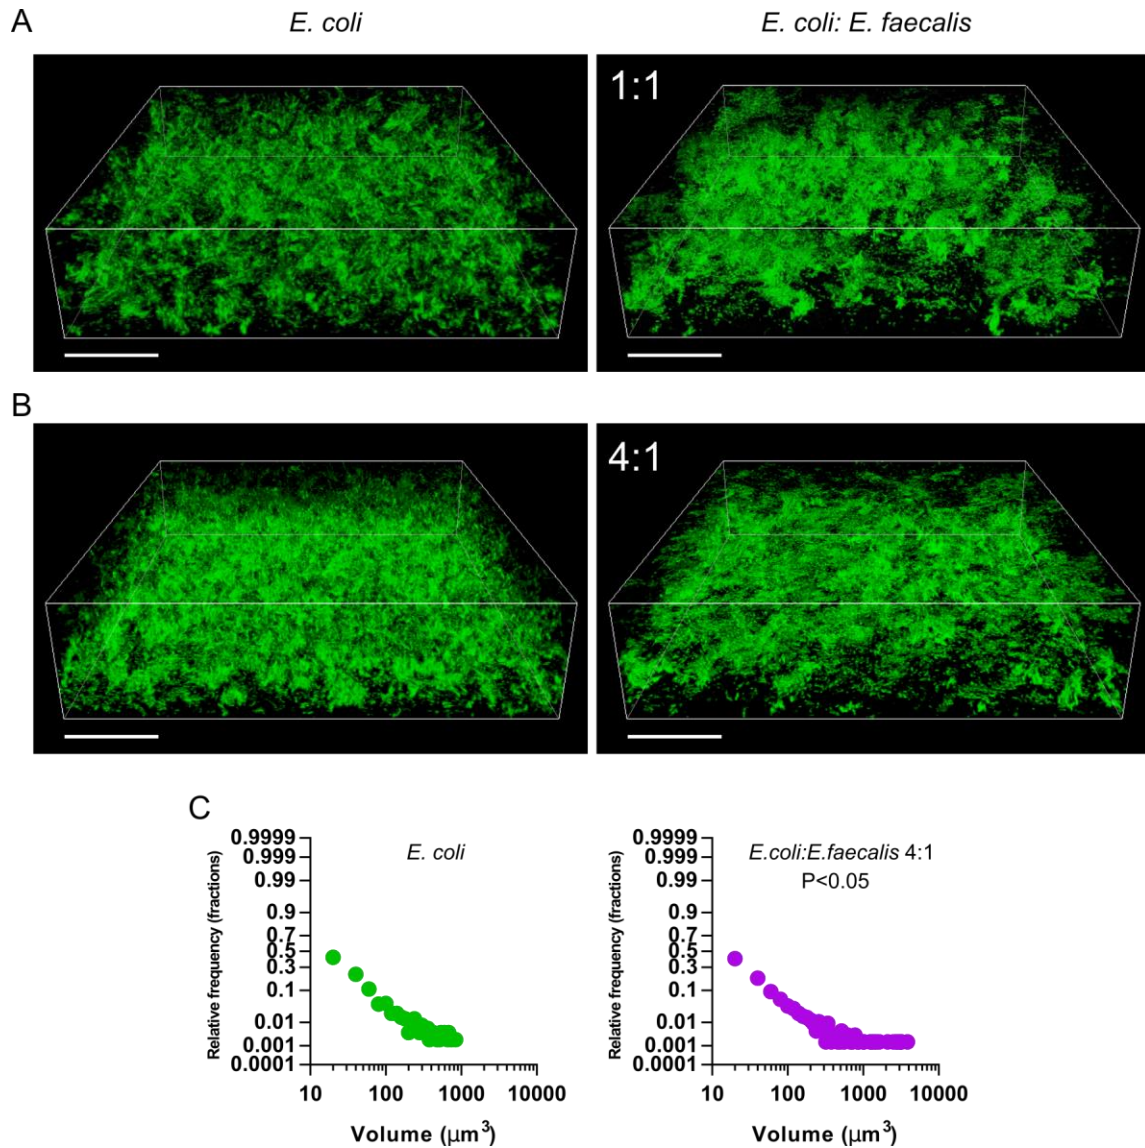 A
E. coli
E. coli: E. faecalis
1:1
B
4:1
C
0.9999
0.999
0.99
0.9
0.7
0.5
0.3
0.1
0.01
0.001
0.0001
Relative frequency (fractions)
E. coli
10
100
1000
10000
Volume (μm³)
0.9999
0.999
0.99
0.9
0.7
0.5
0.3
0.1
0.01
0.001
0.0001
Relative frequency (fractions)
E.coli:E.faecalis 4:1
P<0.05
10
100
1000
10000
Volume (μm³)